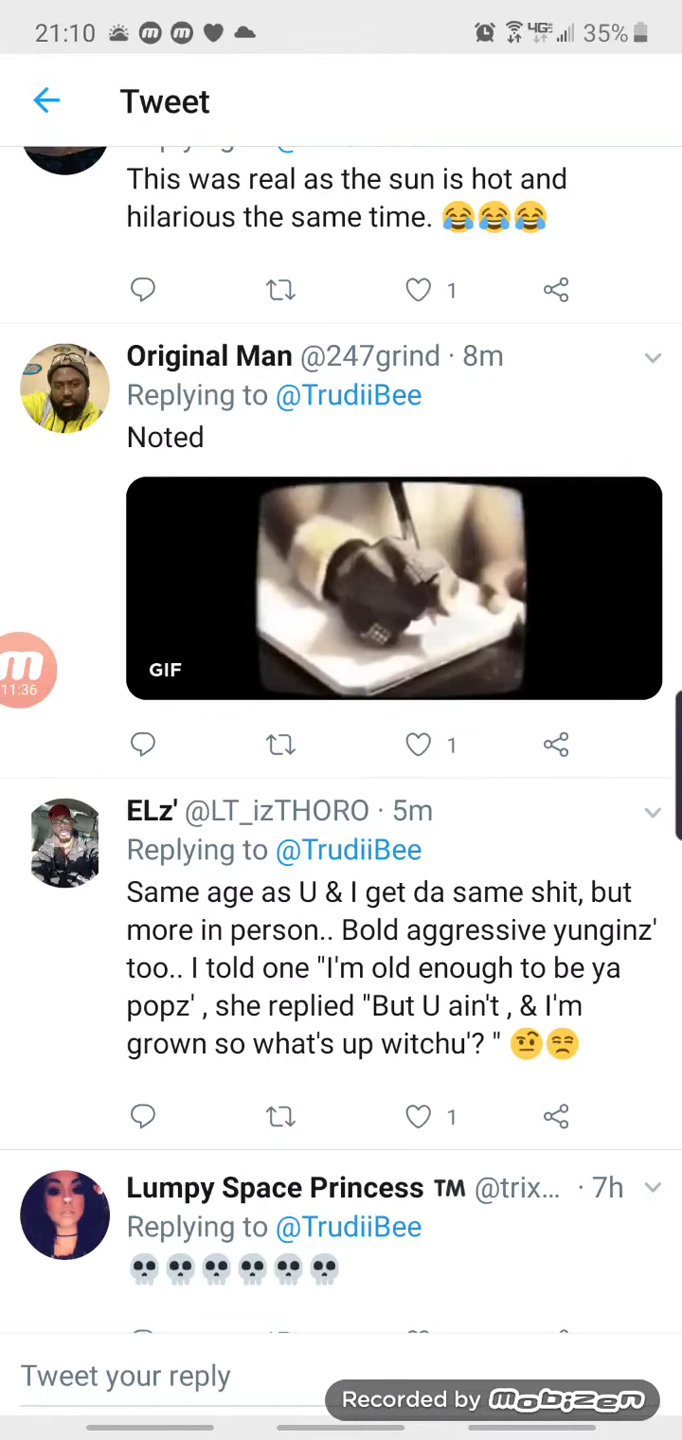 21:10
4GE 35%
Tweet
This was real as the sun is hot and
hilarious the same time. 😂😂😂
1
Original Man @247grind · 8m
Replying to @TrudiiBee
Noted
GIF
11:36
1
ELz' @LT_izTHORO · 5m
Replying to @TrudiiBee
Same age as U & I get da same shit, but
more in person.. Bold aggressive yunginz'
too.. I told one "I'm old enough to be ya
popz' , she replied "But U ain't , & I'm
grown so what's up witchu'? " 🤨😒
1
Lumpy Space Princess ™ @trix... · 7h
Replying to @TrudiiBee
💀💀💀💀💀💀
Tweet your reply
Recorded by mobizen